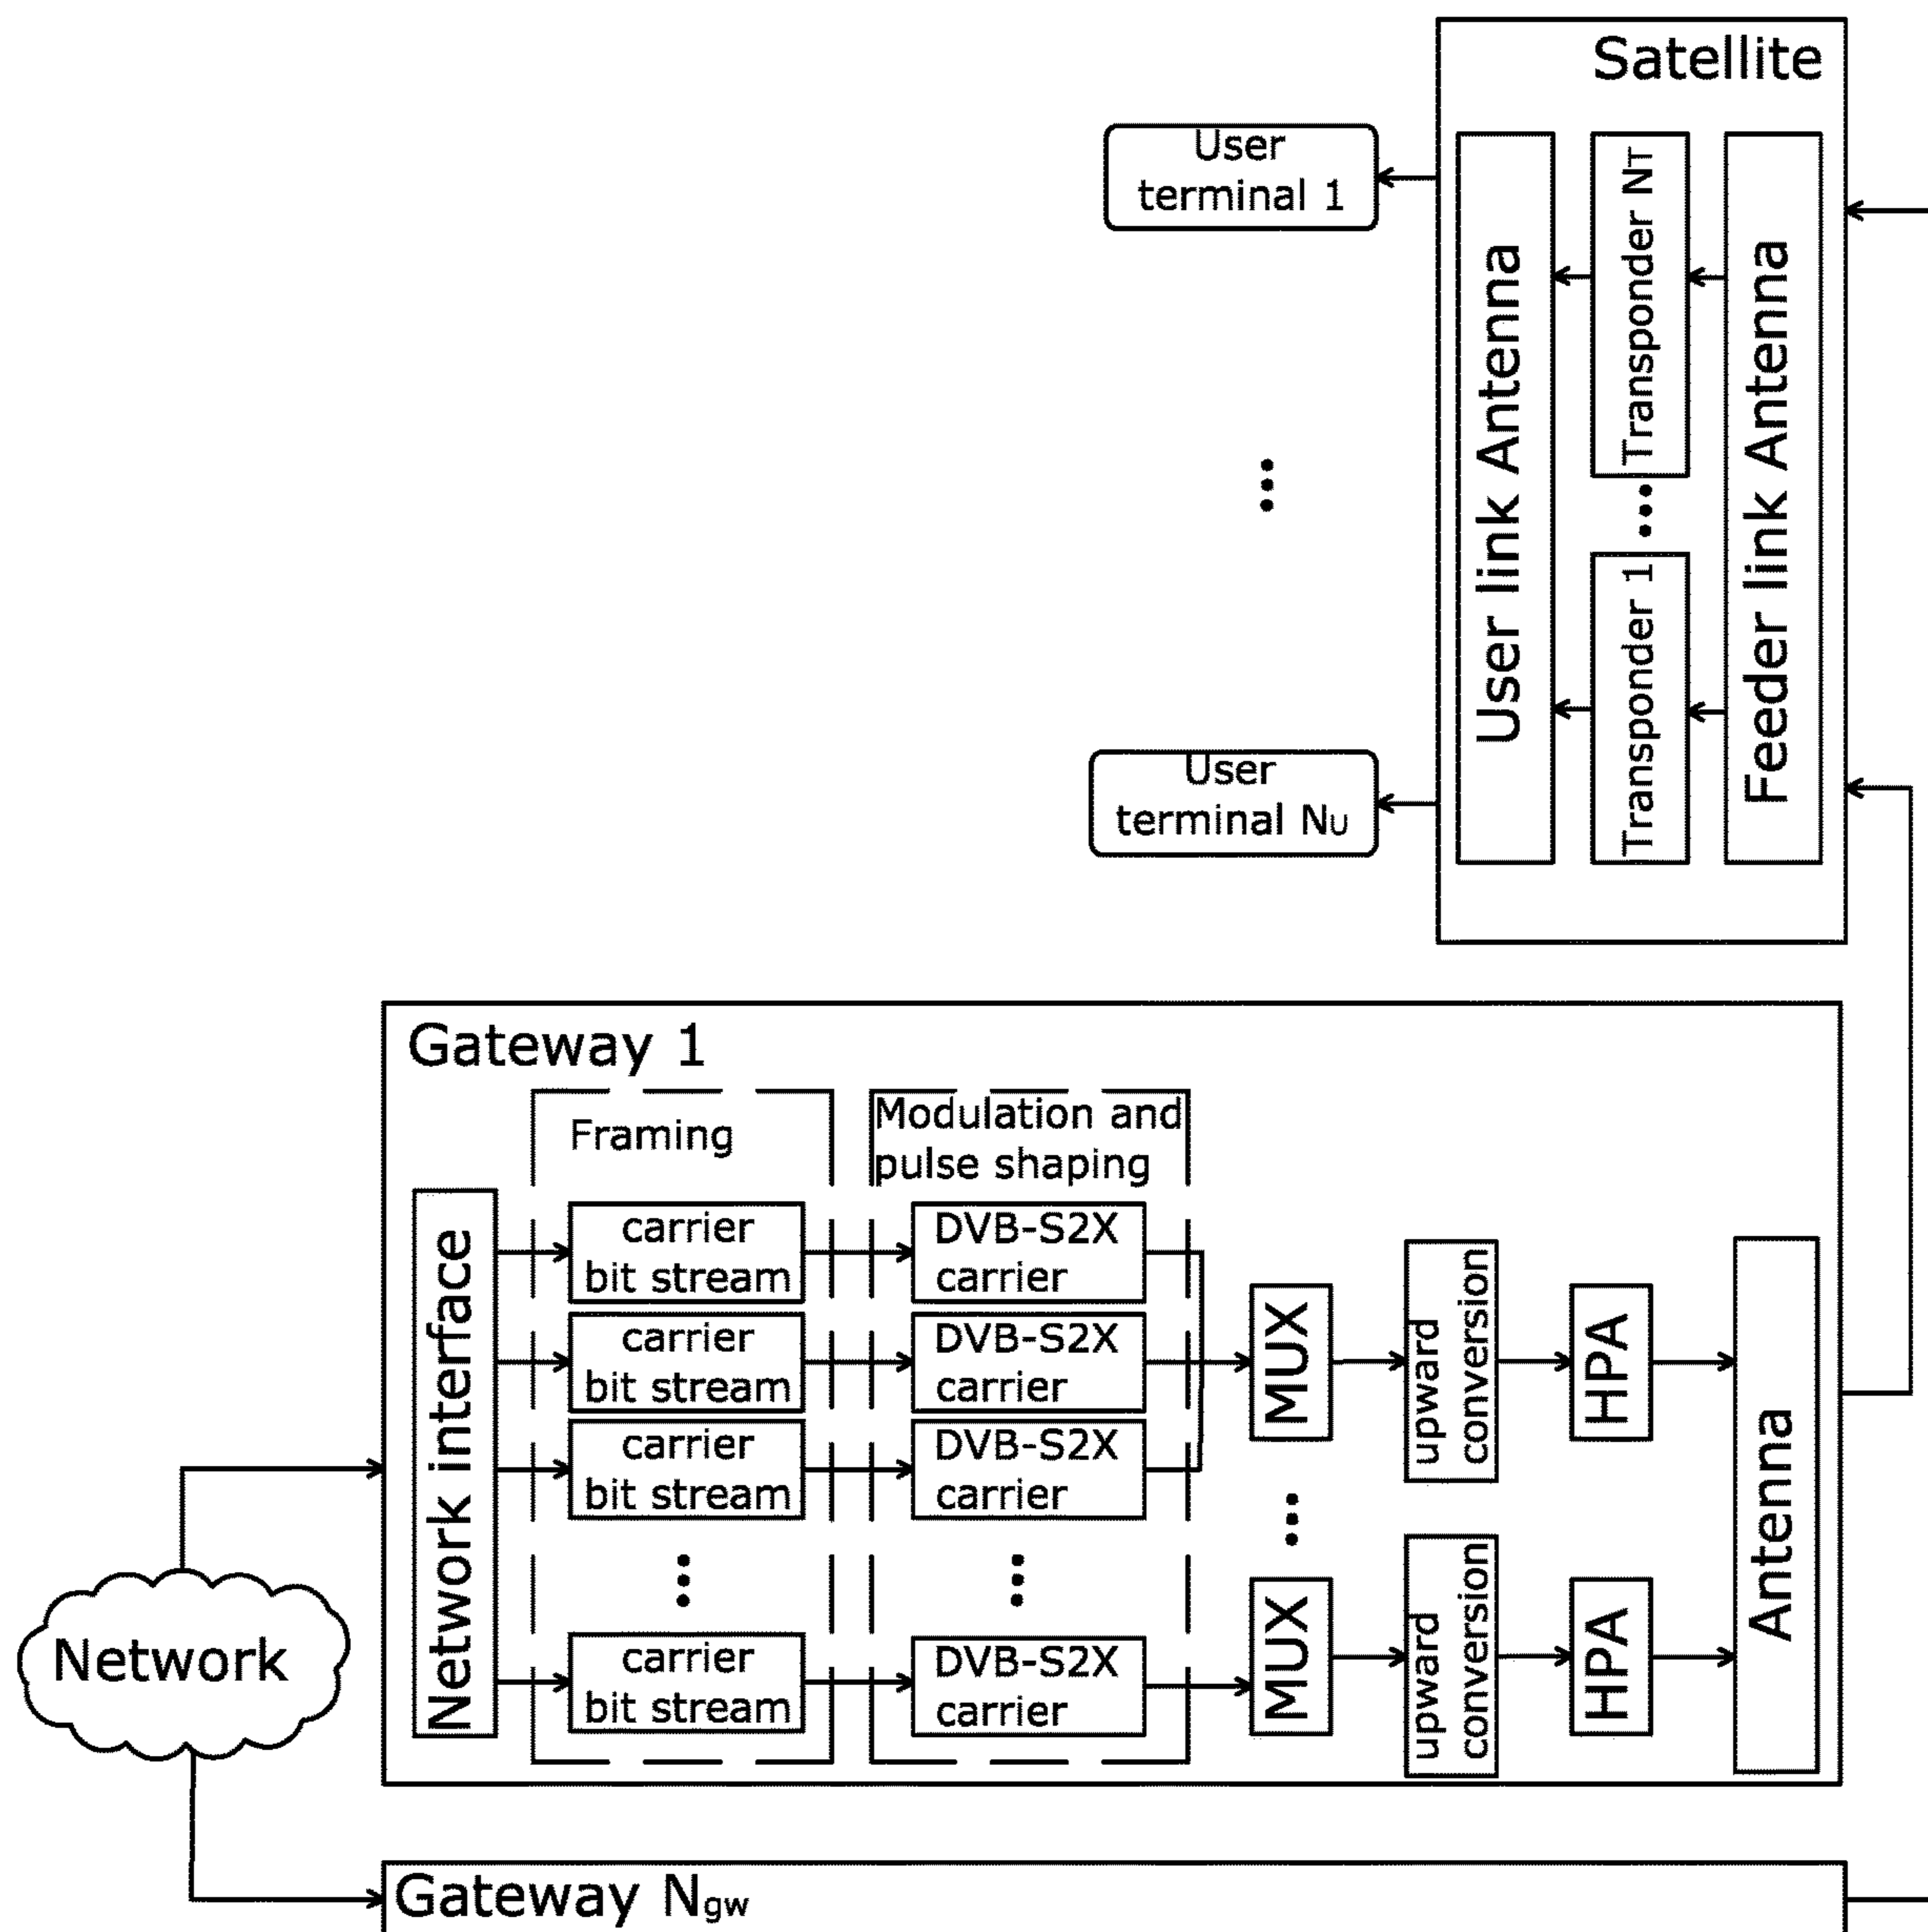 Satellite
User
terminal 1
User link Antenna
Transponder NT
Transponder 1
Feeder link Antenna
User
terminal NU
Gateway 1
Framing
Modulation and
pulse shaping
Network interface
carrier
bit stream
DVB-S2X
carrier
carrier
bit stream
DVB-S2X
carrier
carrier
bit stream
DVB-S2X
carrier
carrier
bit stream
DVB-S2X
carrier
MUX
upward
conversion
HPA
MUX
upward
conversion
HPA
Antenna
Network
Gateway Ngw